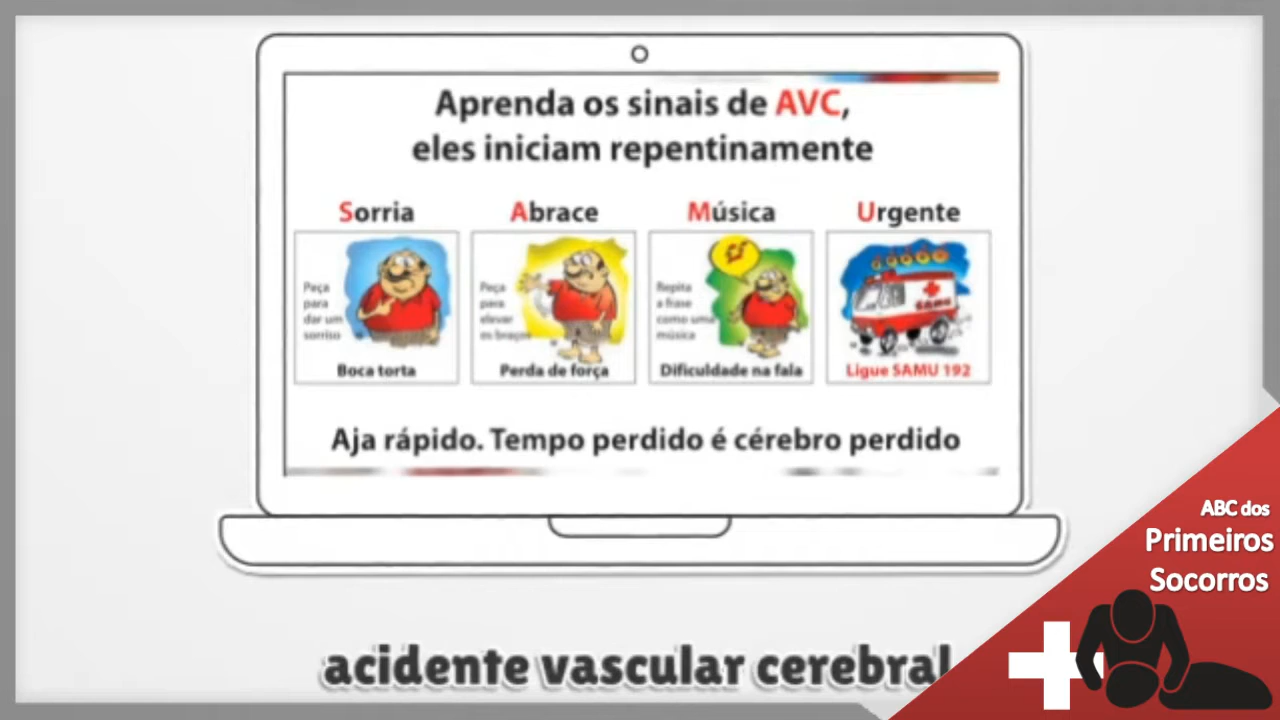 Aprenda os sinais de AVC,
eles iniciam repentinamente
Sorria
Abrace
Música
Urgente
Peça
para
dar um
sorriso
Boca torta
Peça
para
elevar
os braços
Perda de força
Repita
a frase
como uma
música
Dificuldade na fala
SAMU
Ligue SAMU 192
Aja rápido. Tempo perdido é cérebro perdido
ABC dos
Primeiros
Socorros
acidente vascular cerebral